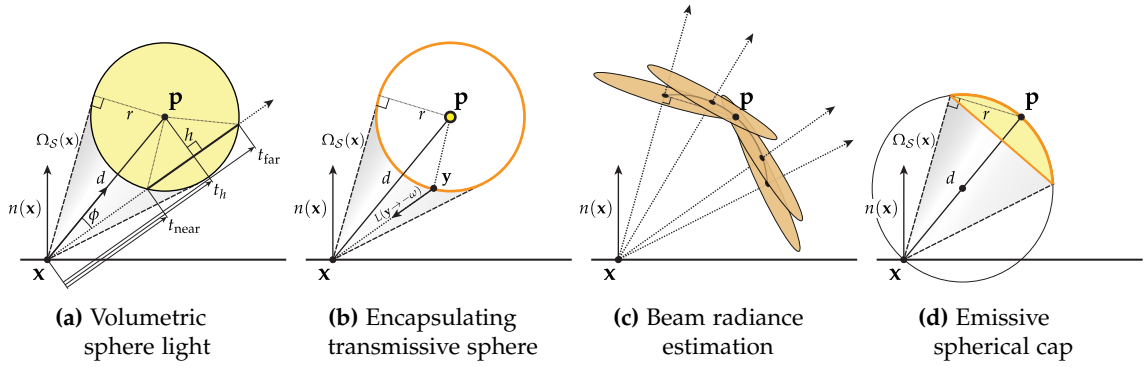 p
r
h
Ω_S(x)
d
ϕ
t_far
t_h
t_near
n(x)
x
(a) Volumetric
sphere light
p
r
Ω_S(x)
d
y
L(y→−ω)
n(x)
x
(b) Encapsulating
transmissive sphere
p
n(x)
x
(c) Beam radiance
estimation
p
r
Ω_S(x)
d
n(x)
x
(d) Emissive
spherical cap